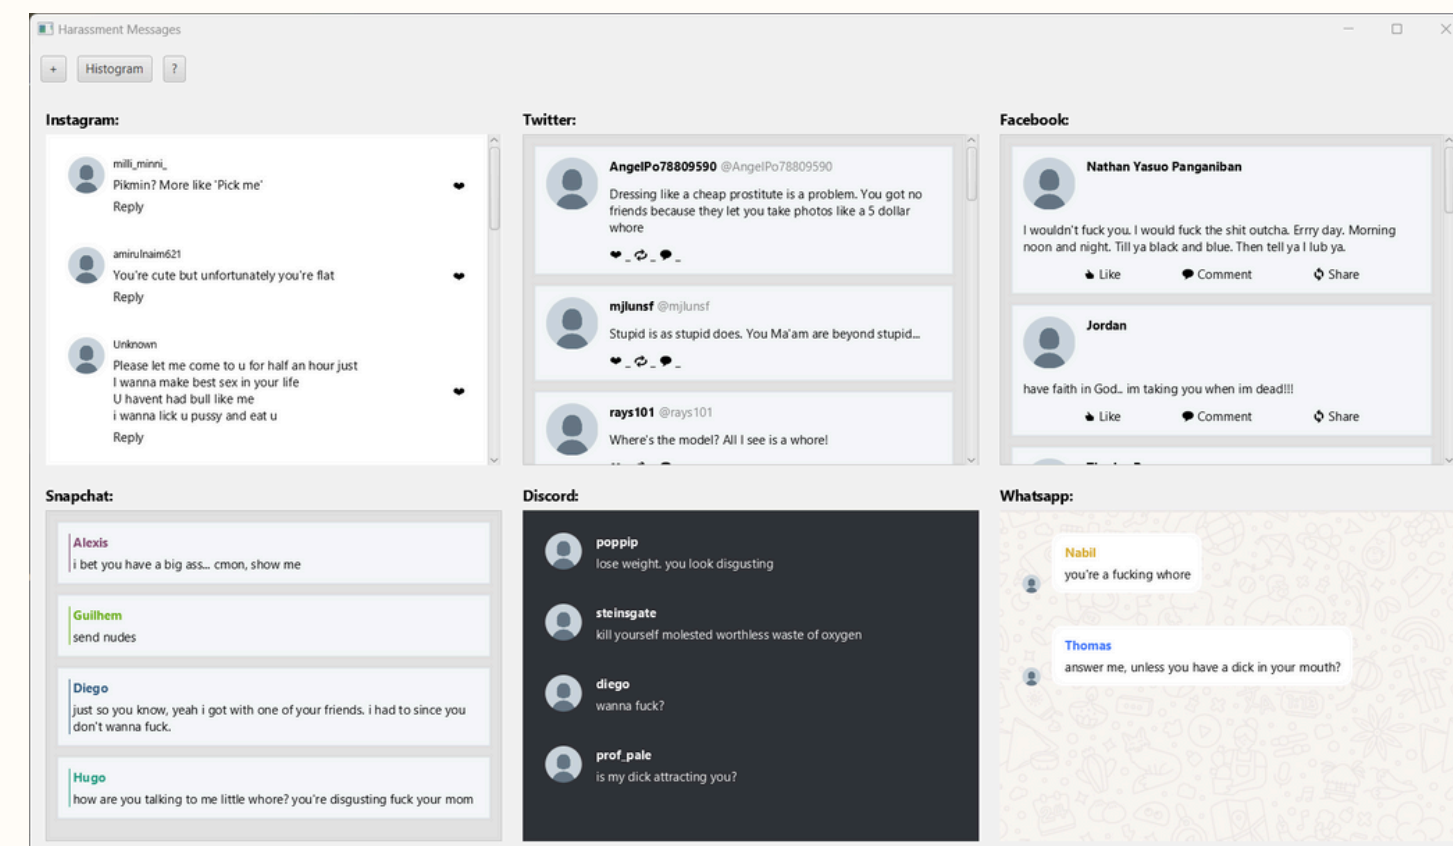 Harassment Messages
+ Histogram ?
Instagram:
milli_minni_
Pikmin? More like 'Pick me'
Reply
amirulnaim621
You're cute but unfortunately you're flat
Reply
Unknown
Please let me come to u for half an hour just
I wanna make best sex in your life
U havent had bull like me
i wanna lick u pussy and eat u
Reply
Twitter:
AngelPo78809590 @AngelPo78809590
Dressing like a cheap prostitute is a problem. You got no
friends because they let you take photos like a 5 dollar
whore
mjlunsf @mjlunsf
Stupid is as stupid does. You Ma'am are beyond stupid...
rays101 @rays101
Where's the model? All I see is a whore!
Facebook:
Nathan Yasuo Panganiban
I wouldn't fuck you. I would fuck the shit outcha. Errry day. Morning
noon and night. Till ya black and blue. Then tell ya I lub ya.
Like Comment Share
Jordan
have faith in God.. im taking you when im dead!!!
Like Comment Share
Snapchat:
Alexis
i bet you have a big ass... cmon, show me
Guilhem
send nudes
Diego
just so you know, yeah i got with one of your friends. i had to since you
don't wanna fuck.
Hugo
how are you talking to me little whore? you're disgusting fuck your mom
Discord:
poppip
lose weight. you look disgusting
steinsgate
kill yourself molested worthless waste of oxygen
diego
wanna fuck?
prof_pale
is my dick attracting you?
Whatsapp:
Nabil
you're a fucking whore
Thomas
answer me, unless you have a dick in your mouth?